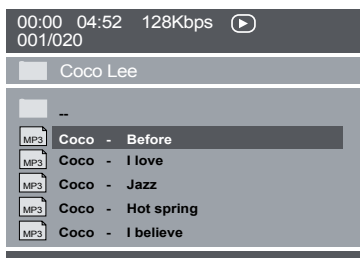 00:00 04:52 128Kbps
001/020
Coco Lee
--
MP3 Coco - Before
MP3 Coco - I love
MP3 Coco - Jazz
MP3 Coco - Hot spring
MP3 Coco - I believe